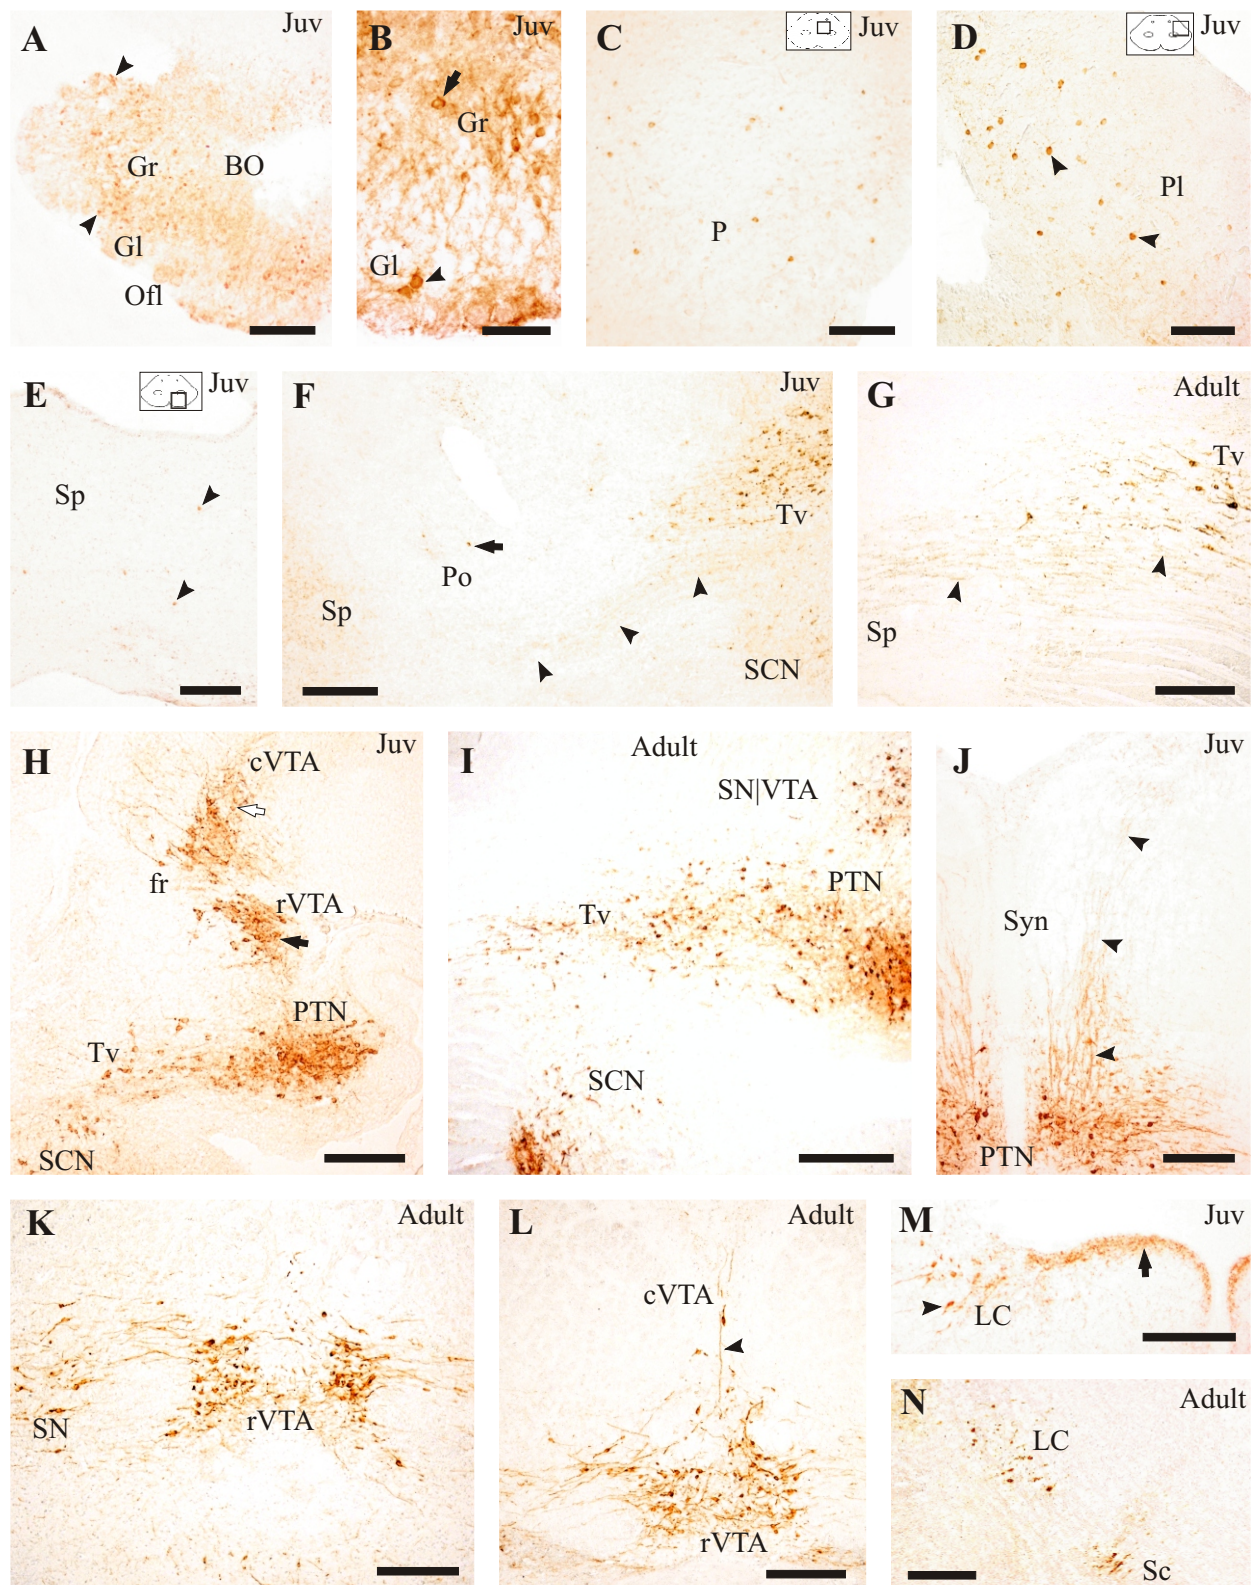 A Juv
Gr BO
Gl
Ofl
B Juv
Gr
Gl
C Juv
P
D Juv
Pl
E Juv
Sp
F Juv
Tv
Po
Sp
SCN
G Adult
Tv
Sp
H Juv
cVTA
fr
rVTA
PTN
Tv
SCN
I Adult
SN|VTA
PTN
Tv
SCN
J Juv
Syn
PTN
K Adult
SN rVTA
L Adult
cVTA
rVTA
M Juv
LC
N Adult
LC
Sc